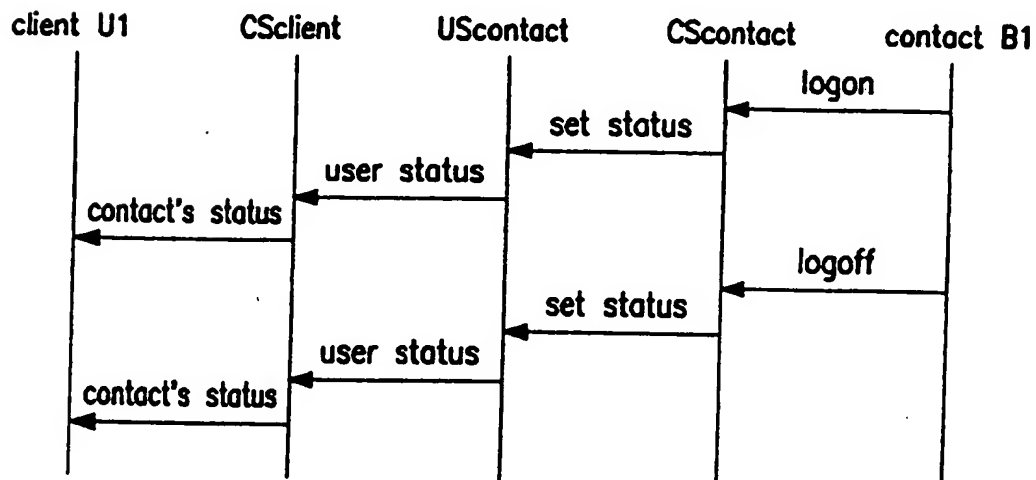 client U1 CSclient UScontact CScontact contact B1
logon
set status
user status
contact's status
logoff
set status
user status
contact's status